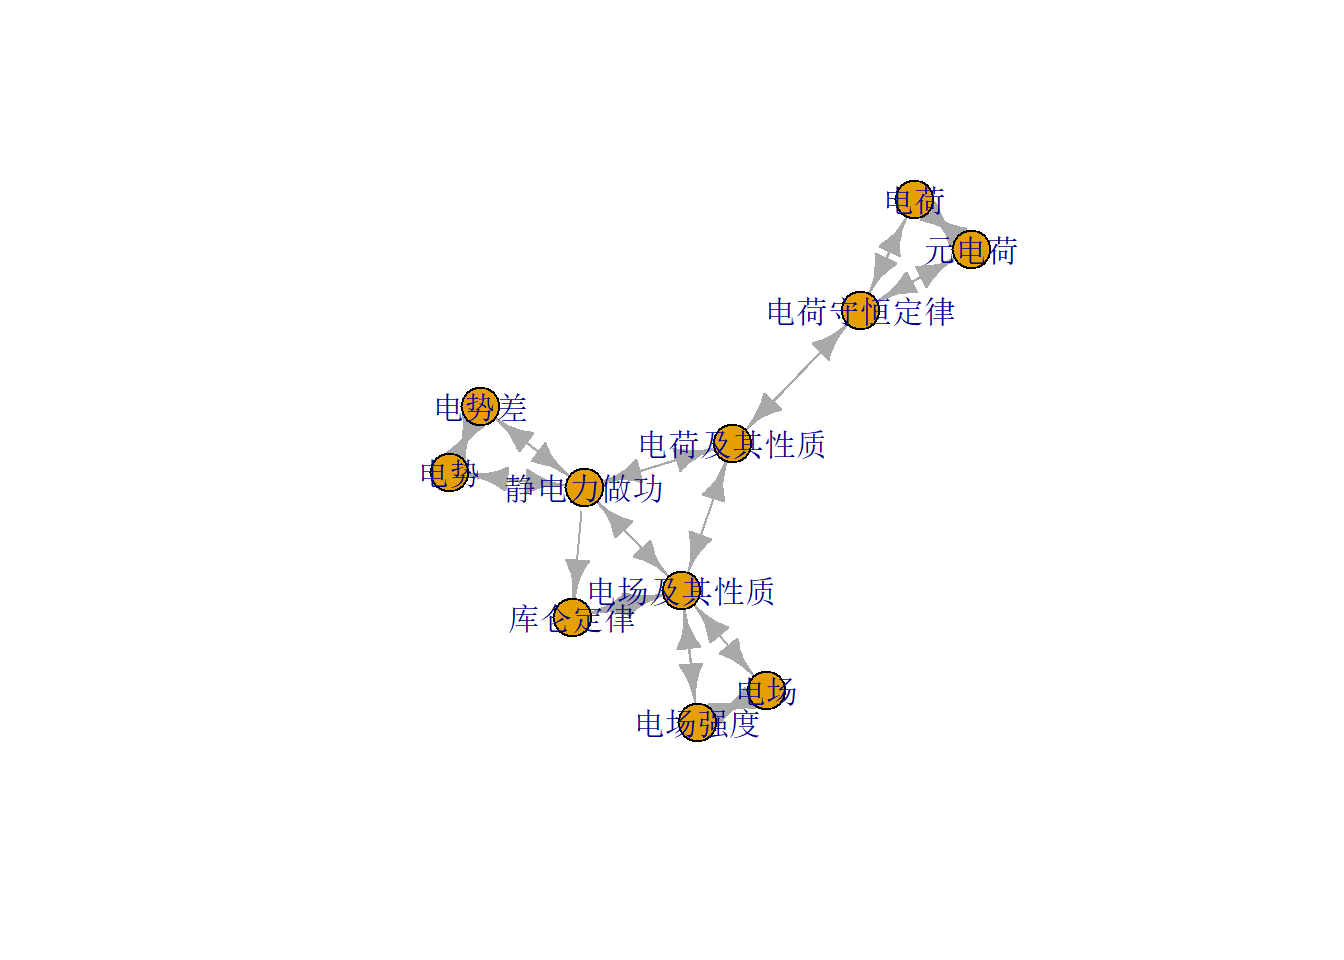 电荷
元电荷
电荷守恒定律
电势差
电荷及其性质
电势
静电力做功
电场及其性质
库仑定律
电场
电场强度